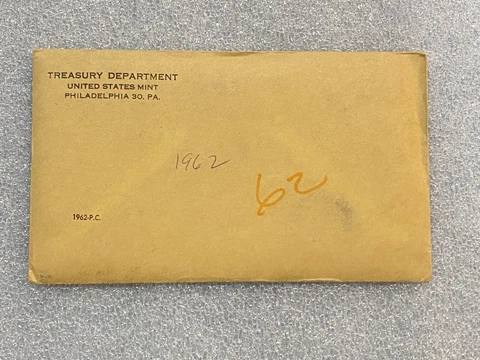 TREASURY DEPARTMENT
UNITED STATES MINT
PHILADELPHIA 30, PA.
1962
62
1962-P.C.